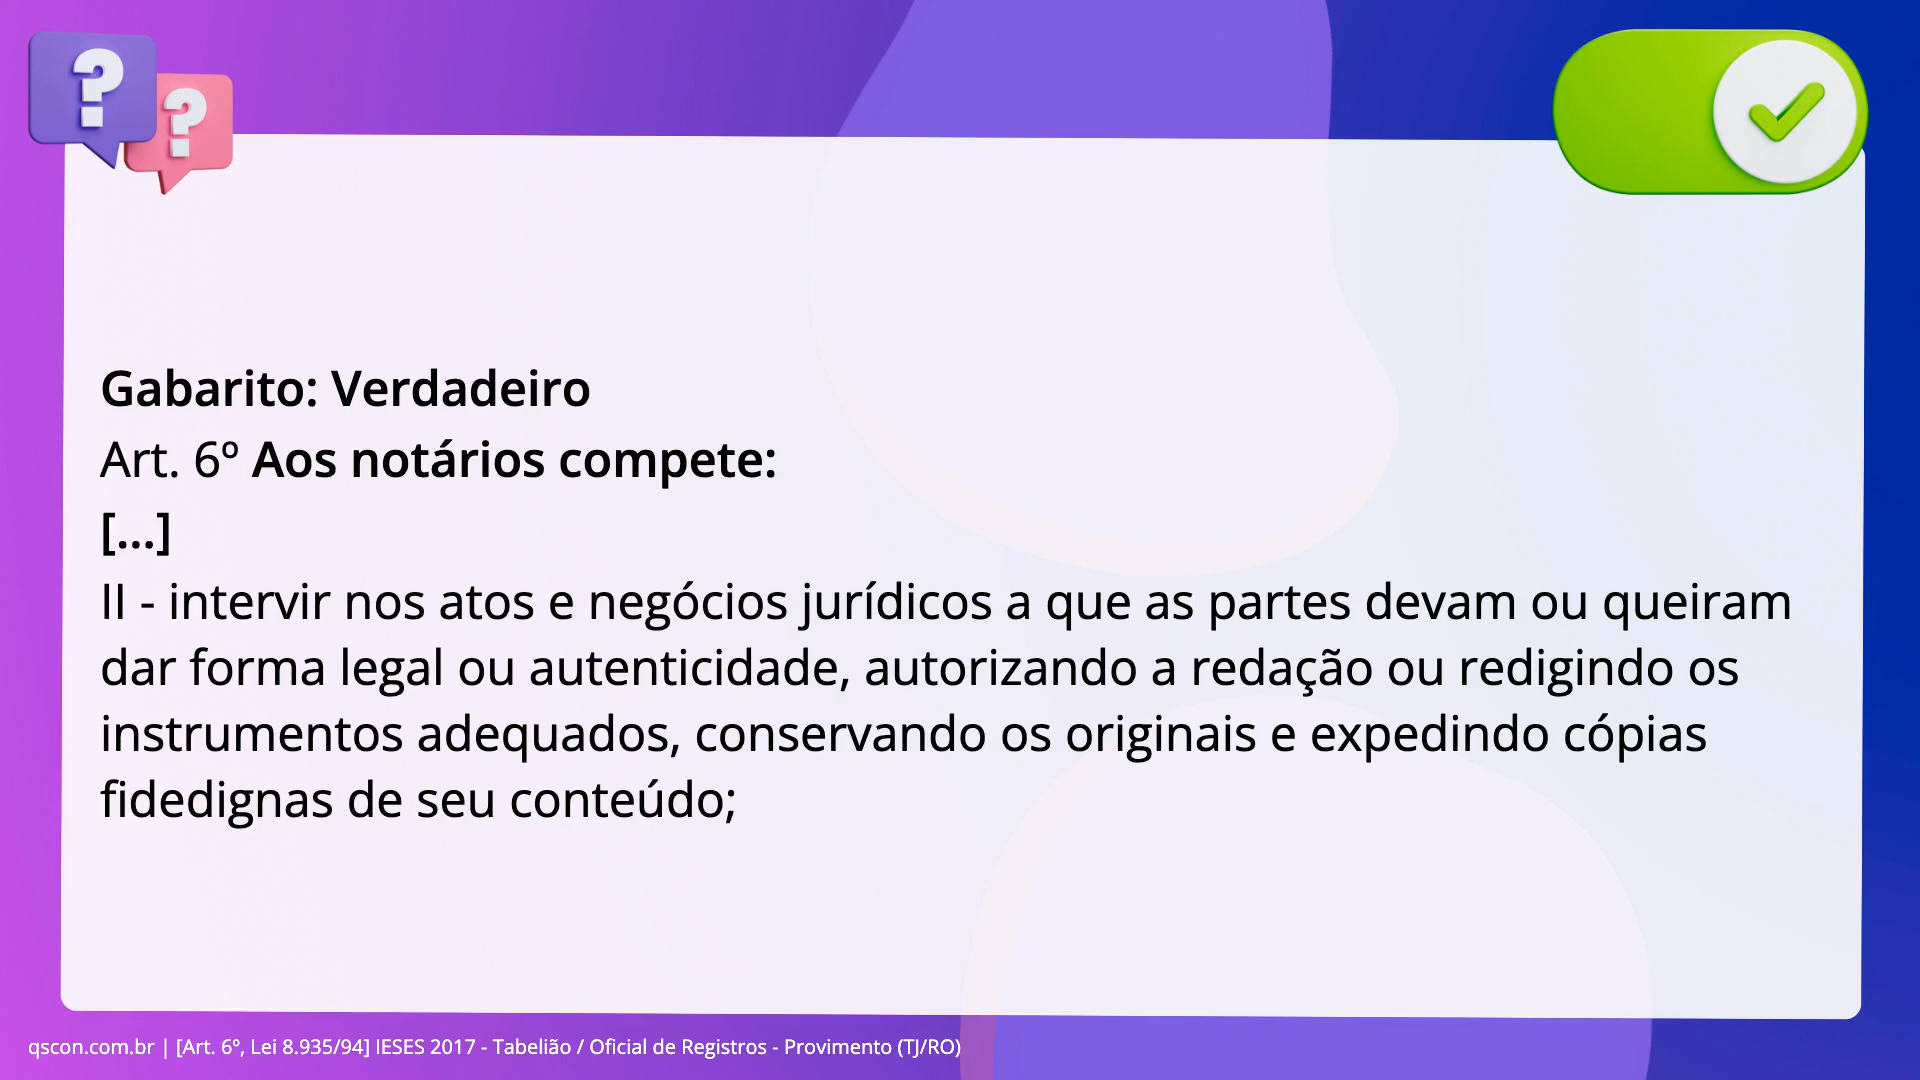 ? ?
Gabarito: Verdadeiro
Art. 6º Aos notários compete:
[...]
II - intervir nos atos e negócios jurídicos a que as partes devam ou queiram
dar forma legal ou autenticidade, autorizando a redação ou redigindo os
instrumentos adequados, conservando os originais e expedindo cópias
fidedignas de seu conteúdo;
qscon.com.br | [Art. 6º, Lei 8.935/94] IESES 2017 - Tabelião / Oficial de Registros - Provimento (TJ/RO)